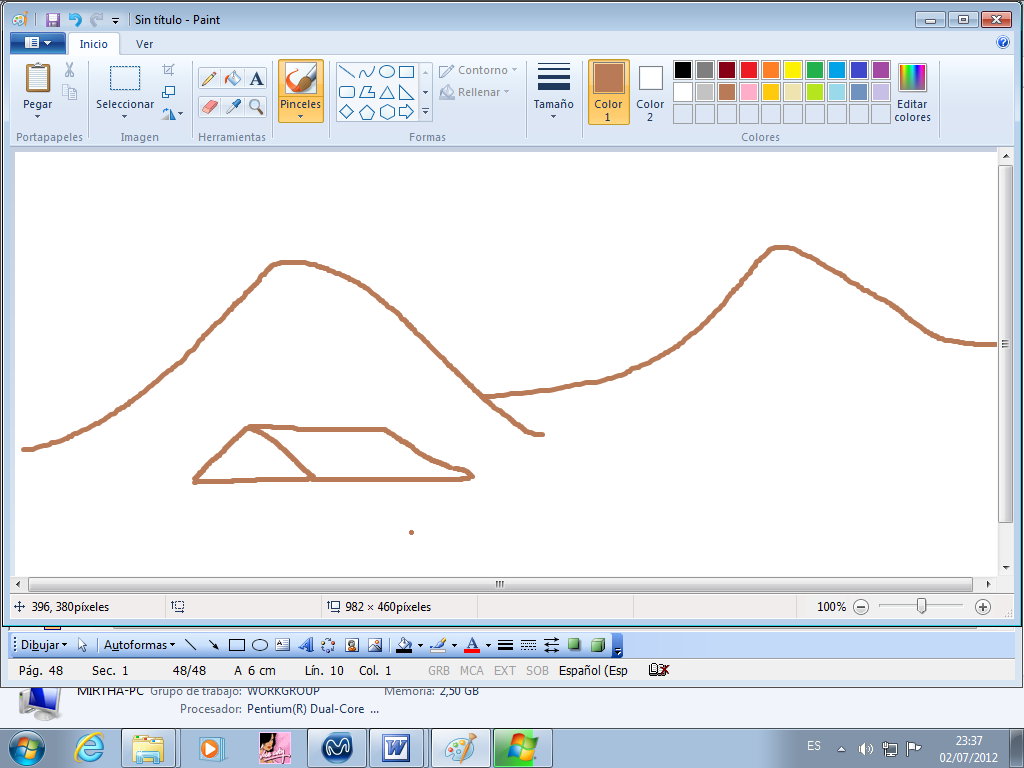 Sin título - Paint
Inicio Ver
Pegar
Seleccionar
A
Pinceles
Contorno
Rellenar
Tamaño
Color 1
Color 2
Editar colores
Portapapeles Imagen Herramientas Formas Colores
396, 380píxeles 982 × 460píxeles 100%
Dibujar Autoformas
Pág. 48 Sec. 1 48/48 A 6 cm Lín. 10 Col. 1 GRB MCA EXT SOB Español (Esp
MIRTHA-PC Grupo de trabajo: WORKGROUP Memoria: 2,50 GB
Procesador: Pentium(R) Dual-Core ...
ES 23:37
02/07/2012